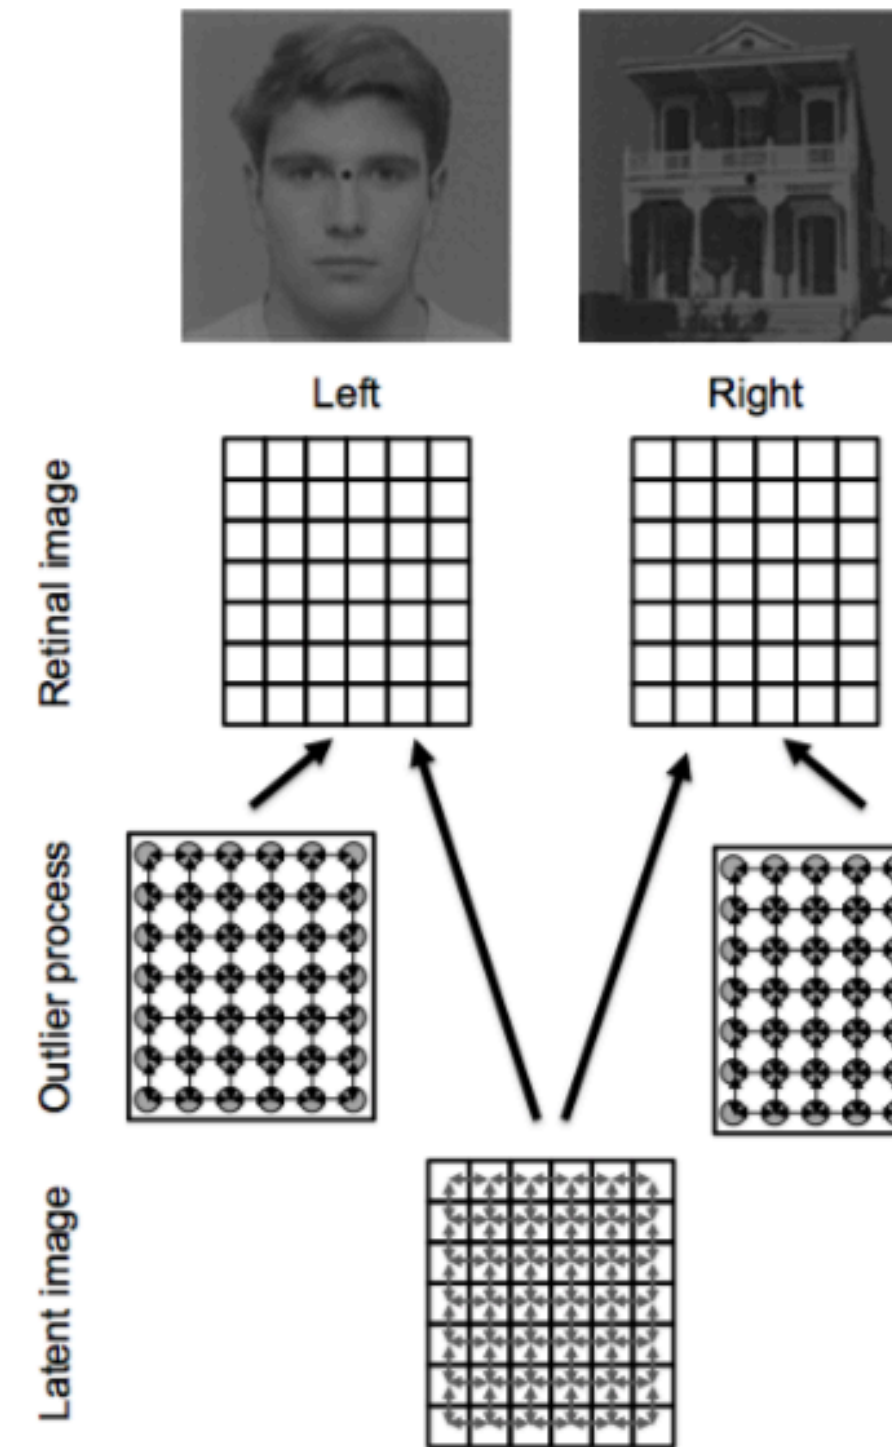 Left
Right
Retinal image
Outlier process
Latent image